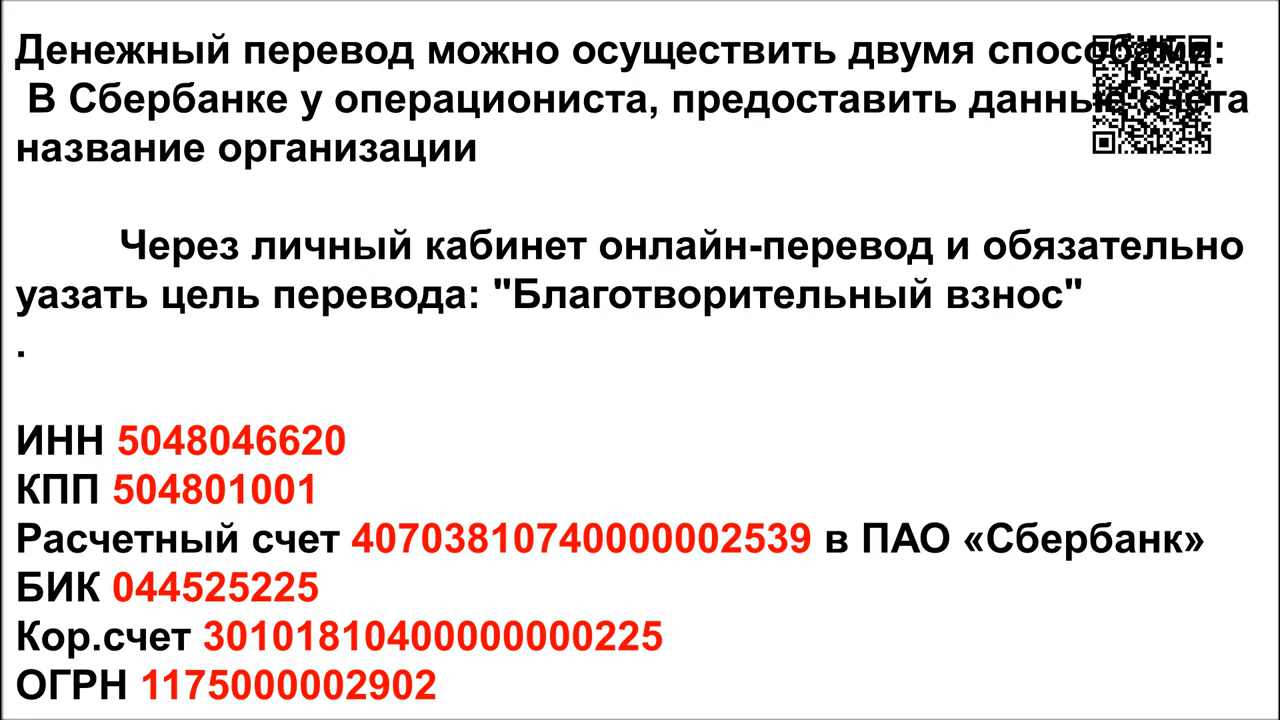 Денежный перевод можно осуществить двумя способами:
В Сбербанке у операциониста, предоставить данные счета
название организации
Через личный кабинет онлайн-перевод и обязательно
уазать цель перевода: "Благотворительный взнос"
.
ИНН 5048046620
КПП 504801001
Расчетный счет 40703810740000002539 в ПАО «Сбербанк»
БИК 044525225
Кор.счет 30101810400000000225
ОГРН 1175000002902